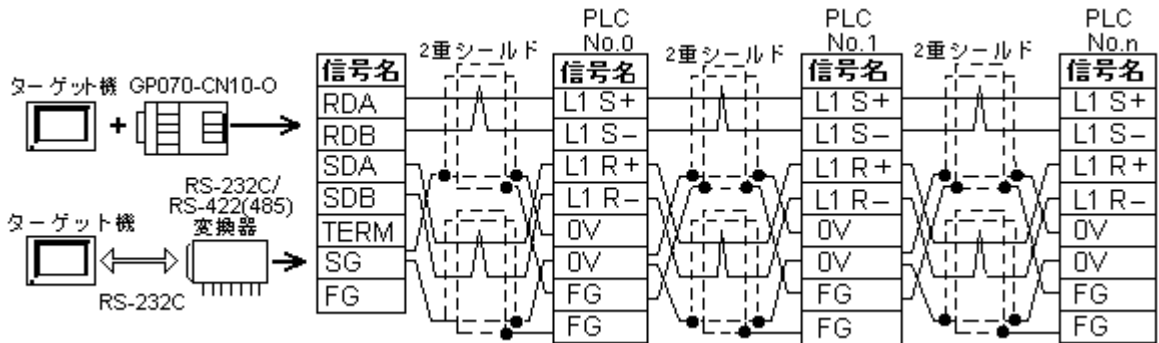 ターゲット機 GP070-CN10-O
+
RS-232C/
RS-422(485)
変換器
ターゲット機
RS-232C
信号名
RDA
RDB
SDA
SDB
TERM
SG
FG
2重シールド
PLC
No.0
信号名
L1 S+
L1 S-
L1 R+
L1 R-
0V
0V
FG
FG
2重シールド
PLC
No.1
信号名
L1 S+
L1 S-
L1 R+
L1 R-
0V
0V
FG
FG
2重シールド
PLC
No.n
信号名
L1 S+
L1 S-
L1 R+
L1 R-
0V
0V
FG
FG